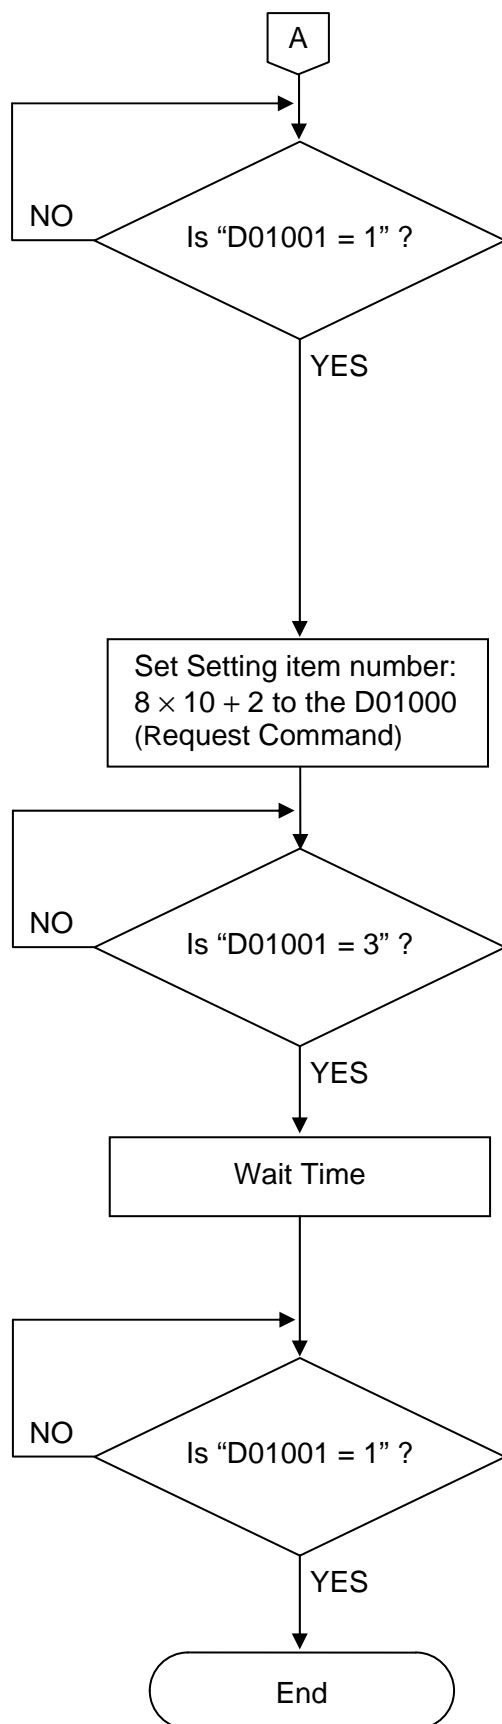 A
NO
Is “D01001 = 1” ?
YES
Set Setting item number:
8 × 10 + 2 to the D01000
(Request Command)
NO
Is “D01001 = 3” ?
YES
Wait Time
NO
Is “D01001 = 1” ?
YES
End